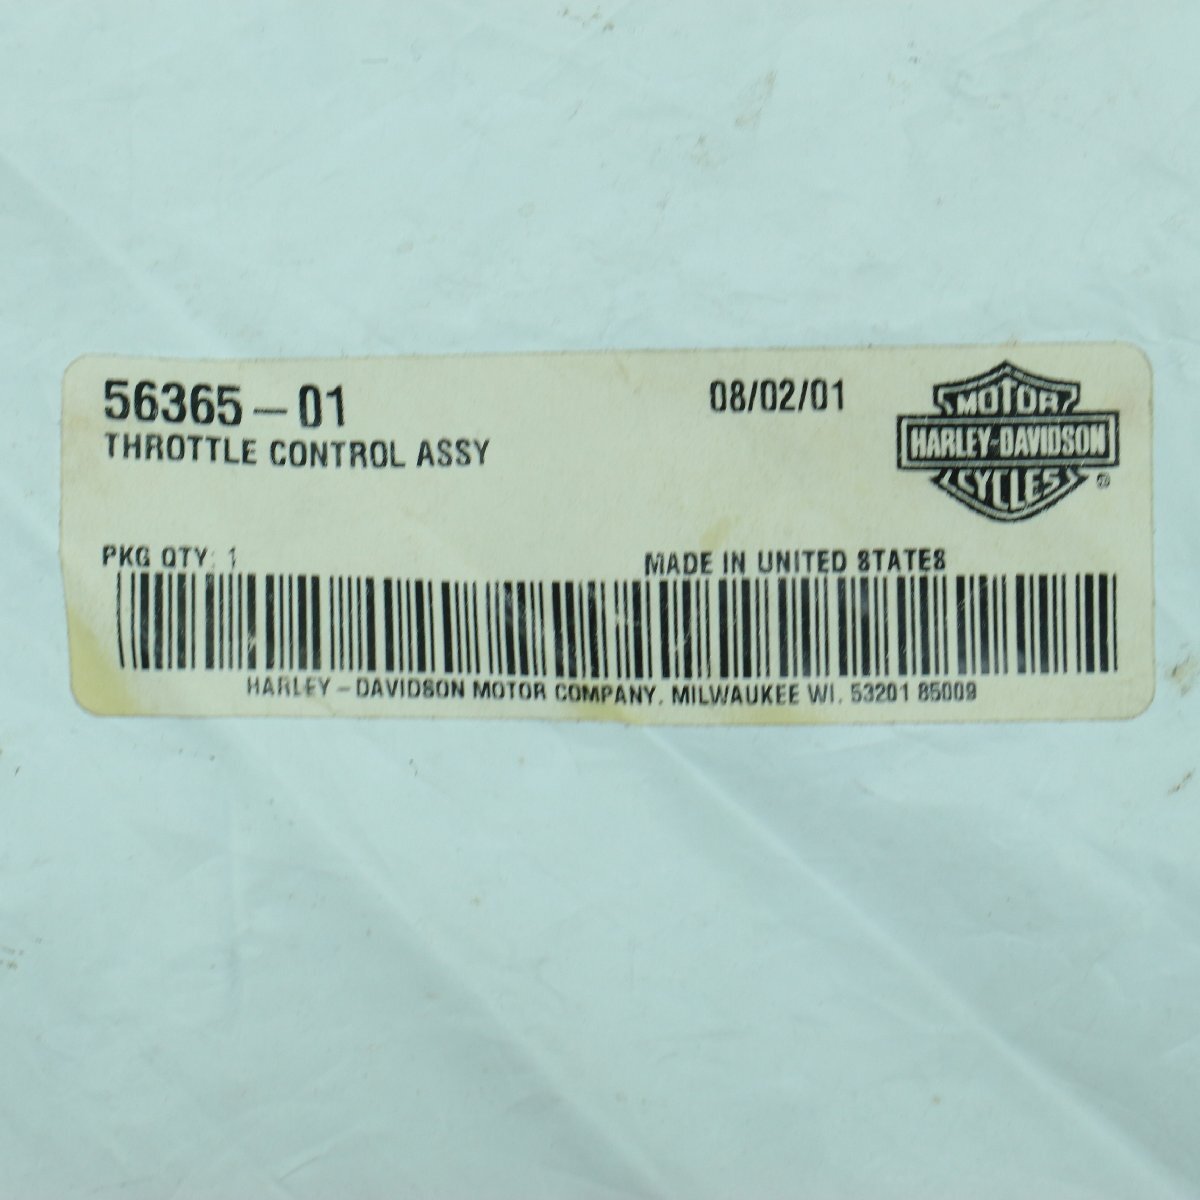 56365-01
08/02/01
THROTTLE CONTROL ASSY
MOTOR
HARLEY-DAVIDSON
CYCLES ®
PKG QTY: 1
MADE IN UNITED STATES
HARLEY-DAVIDSON MOTOR COMPANY, MILWAUKEE WI. 53201 85009